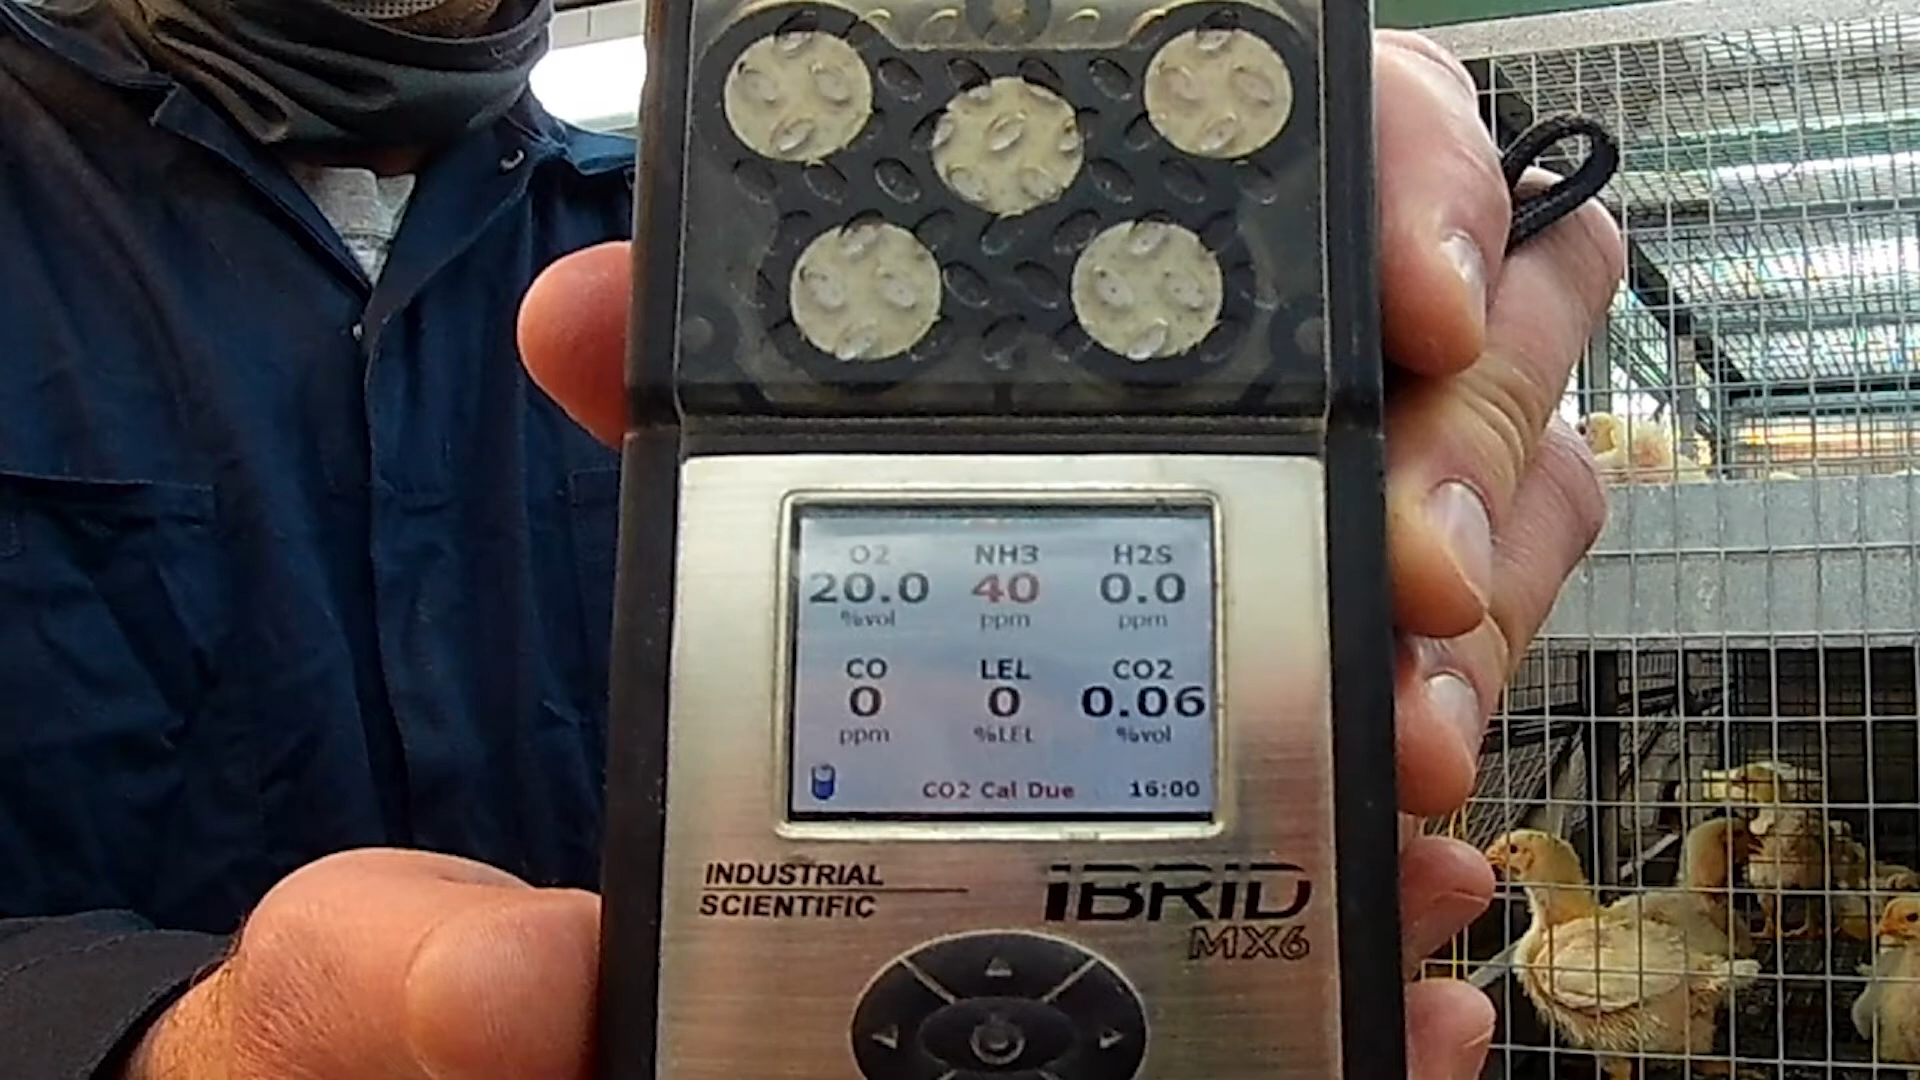 O2 NH3 H2S
20.0 40 0.0
%vol ppm ppm
CO LEL CO2
0 0 0.06
ppm %LEL %vol
CO2 Cal Due 16:00
INDUSTRIAL
SCIENTIFIC
iBRID
MX6